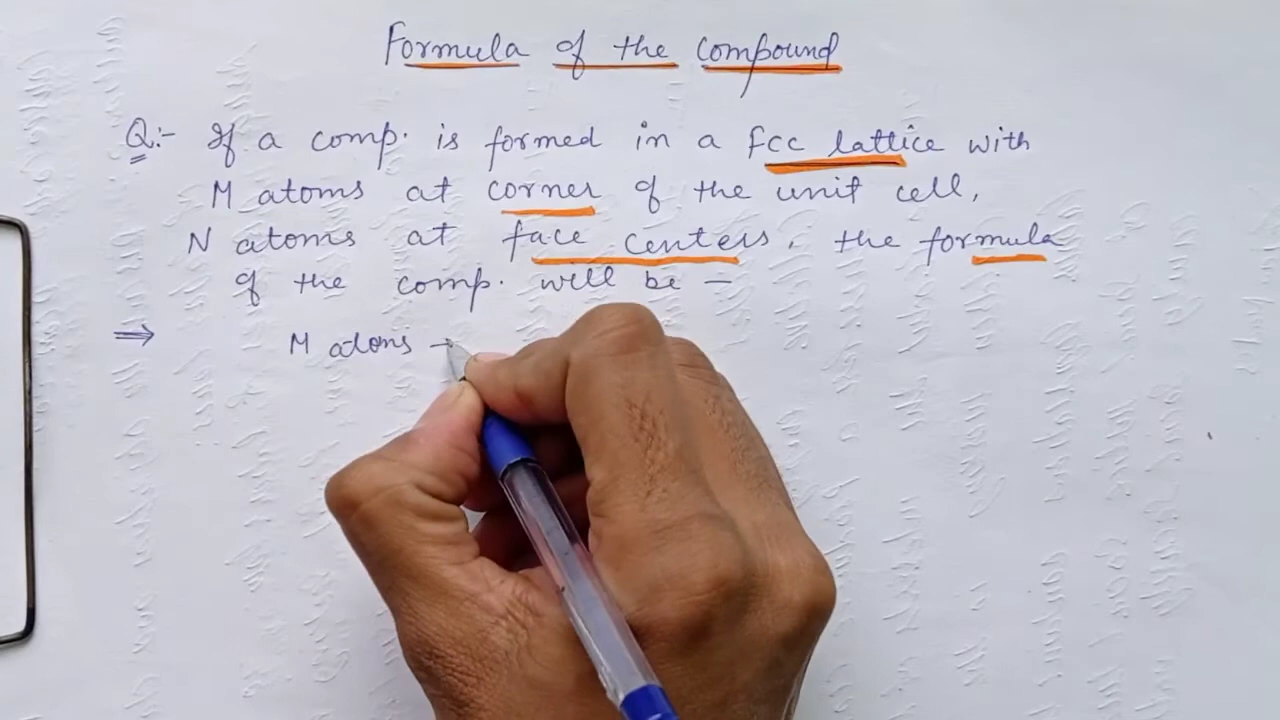 Formula of the compound
Q:- If a comp. is formed in a fcc lattice with
M atoms at corner of the unit cell,
N atoms at face centers, the formula
of the comp. will be —
⇒ M atoms →